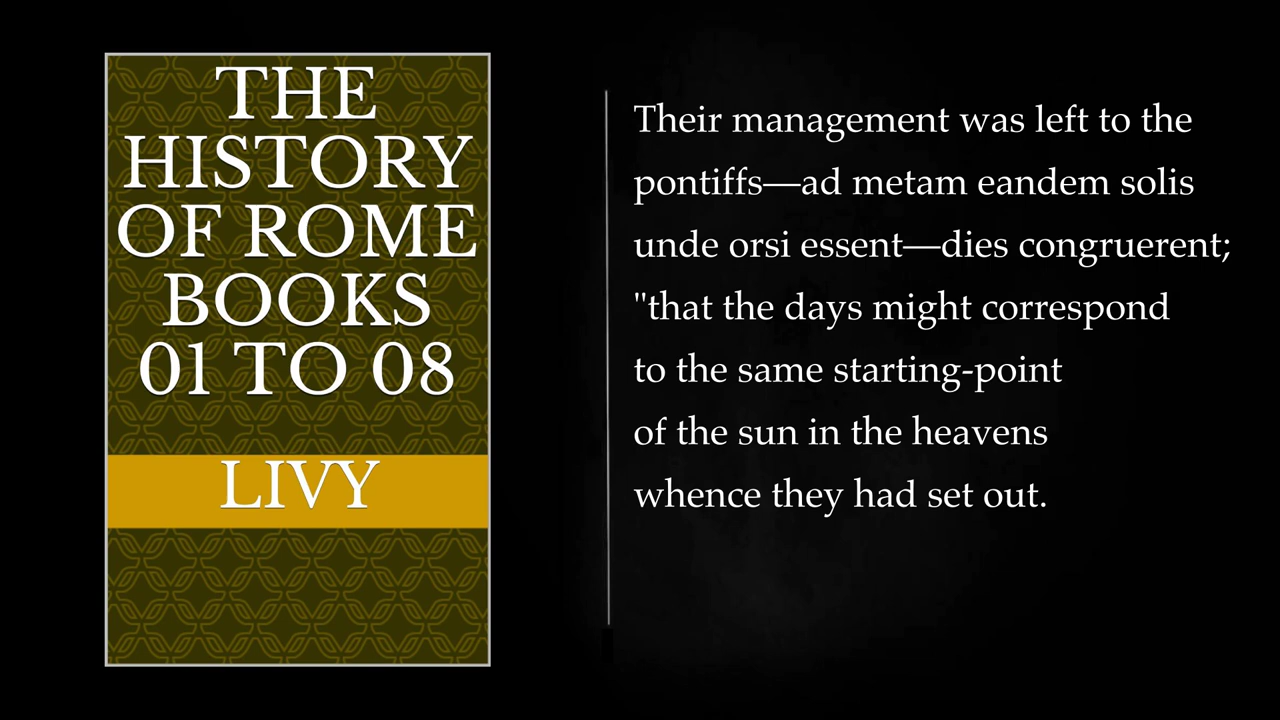 THE
HISTORY
OF ROME
BOOKS
01 TO 08
LIVY
Their management was left to the
pontiffs—ad metam eandem solis
unde orsi essent—dies congruerent;
"that the days might correspond
to the same starting-point
of the sun in the heavens
whence they had set out.